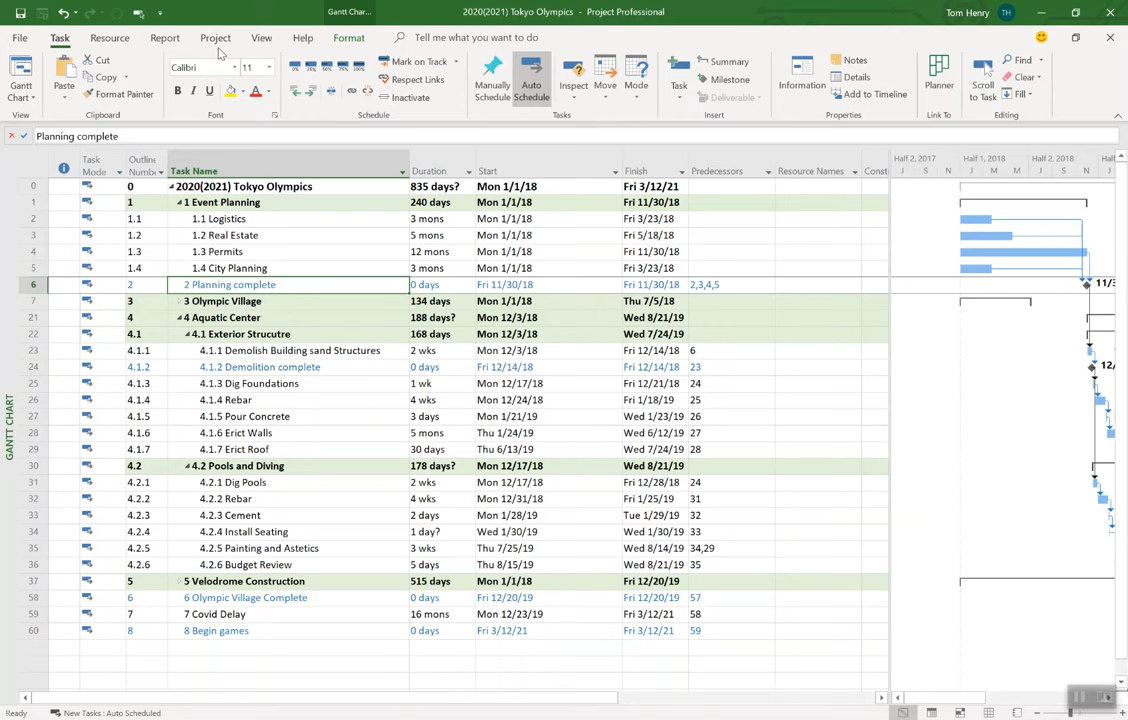 Gantt Char...
2020(2021) Tokyo Olympics - Project Professional
Tom Henry TH
File Task Resource Report Project View Help Format Tell me what you want to do
Gantt Chart
View
Paste
Cut
Copy
Format Painter
Clipboard
Calibri 11
B I U A
Font
0% 25% 50% 75% 100%
Mark on Track
Respect Links
Inactivate
Schedule
Manually Schedule
Auto Schedule
Inspect
Move
Mode
Tasks
Task
Summary
Milestone
Deliverable
Insert
Information
Notes
Details
Add to Timeline
Properties
Planner
Link To
Scroll to Task
Find
Clear
Fill
Editing
Planning complete
Task Mode Outline Number Task Name Duration Start Finish Predecessors Resource Names Const
Half 2, 2017 Half 1, 2018 Half 2, 2018 Half
J S N J M M J S N J
0 0 2020(2021) Tokyo Olympics 835 days? Mon 1/1/18 Fri 3/12/21
1 1 1 Event Planning 240 days Mon 1/1/18 Fri 11/30/18
2 1.1 1.1 Logistics 3 mons Mon 1/1/18 Fri 3/23/18
3 1.2 1.2 Real Estate 5 mons Mon 1/1/18 Fri 5/18/18
4 1.3 1.3 Permits 12 mons Mon 1/1/18 Fri 11/30/18
5 1.4 1.4 City Planning 3 mons Mon 1/1/18 Fri 3/23/18
6 2 2 Planning complete 0 days Fri 11/30/18 Fri 11/30/18 2,3,4,5 11/3
7 3 3 Olympic Village 134 days Mon 1/1/18 Thu 7/5/18
21 4 4 Aquatic Center 188 days? Mon 12/3/18 Wed 8/21/19
22 4.1 4.1 Exterior Strucutre 168 days Mon 12/3/18 Wed 7/24/19
23 4.1.1 4.1.1 Demolish Building sand Structures 2 wks Mon 12/3/18 Fri 12/14/18 6
24 4.1.2 4.1.2 Demolition complete 0 days Fri 12/14/18 Fri 12/14/18 23 12/
25 4.1.3 4.1.3 Dig Foundations 1 wk Mon 12/17/18 Fri 12/21/18 24
26 4.1.4 4.1.4 Rebar 4 wks Mon 12/24/18 Fri 1/18/19 25
27 4.1.5 4.1.5 Pour Concrete 3 days Mon 1/21/19 Wed 1/23/19 26
28 4.1.6 4.1.6 Erict Walls 5 mons Thu 1/24/19 Wed 6/12/19 27
29 4.1.7 4.1.7 Erict Roof 30 days Thu 6/13/19 Wed 7/24/19 28
30 4.2 4.2 Pools and Diving 178 days? Mon 12/17/18 Wed 8/21/19
31 4.2.1 4.2.1 Dig Pools 2 wks Mon 12/17/18 Fri 12/28/18 24
32 4.2.2 4.2.2 Rebar 4 wks Mon 12/31/18 Fri 1/25/19 31
33 4.2.3 4.2.3 Cement 2 days Mon 1/28/19 Tue 1/29/19 32
34 4.2.4 4.2.4 Install Seating 1 day? Wed 1/30/19 Wed 1/30/19 33
35 4.2.5 4.2.5 Painting and Astetics 3 wks Thu 7/25/19 Wed 8/14/19 34,29
36 4.2.6 4.2.6 Budget Review 5 days Thu 8/15/19 Wed 8/21/19 35
37 5 5 Velodrome Construction 515 days Mon 1/1/18 Fri 12/20/19
58 6 6 Olympic Village Complete 0 days Fri 12/20/19 Fri 12/20/19 57
59 7 7 Covid Delay 16 mons Mon 12/23/19 Fri 3/12/21 58
60 8 8 Begin games 0 days Fri 3/12/21 Fri 3/12/21 59
GANTT CHART
Ready New Tasks : Auto Scheduled